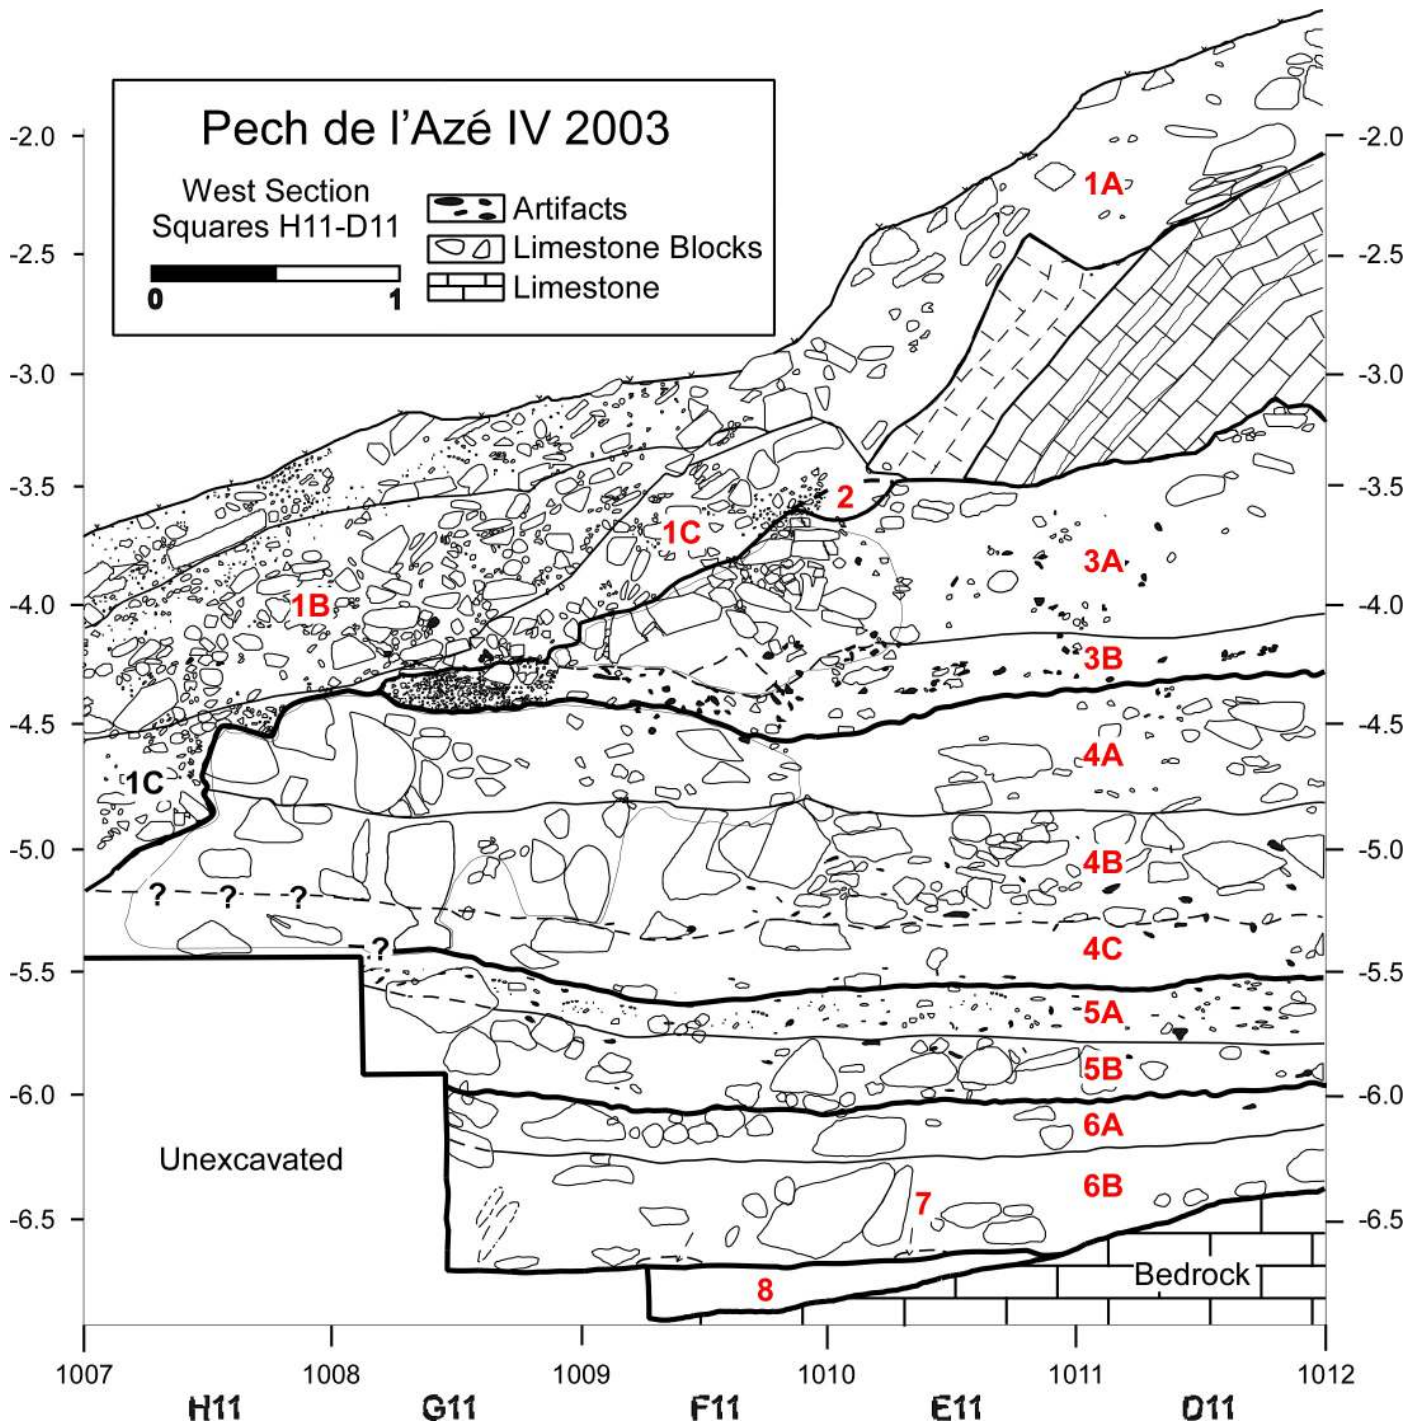 Pech de l'Azé IV 2003
West Section
Squares H11-D11
0 1
Artifacts
Limestone Blocks
Limestone
-2.0 -2.0
1A
-2.5 -2.5
-3.0 -3.0
-3.5 2 -3.5
1C
3A
-4.0 1B -4.0
3B
-4.5 -4.5
4A
1C
-5.0 4B -5.0
? ? ?
? 4C
-5.5 -5.5
5A
5B
-6.0 -6.0
6A
Unexcavated
6B
-6.5 7 -6.5
Bedrock
8
1007 1008 1009 1010 1011 1012
H11 G11 F11 E11 D11